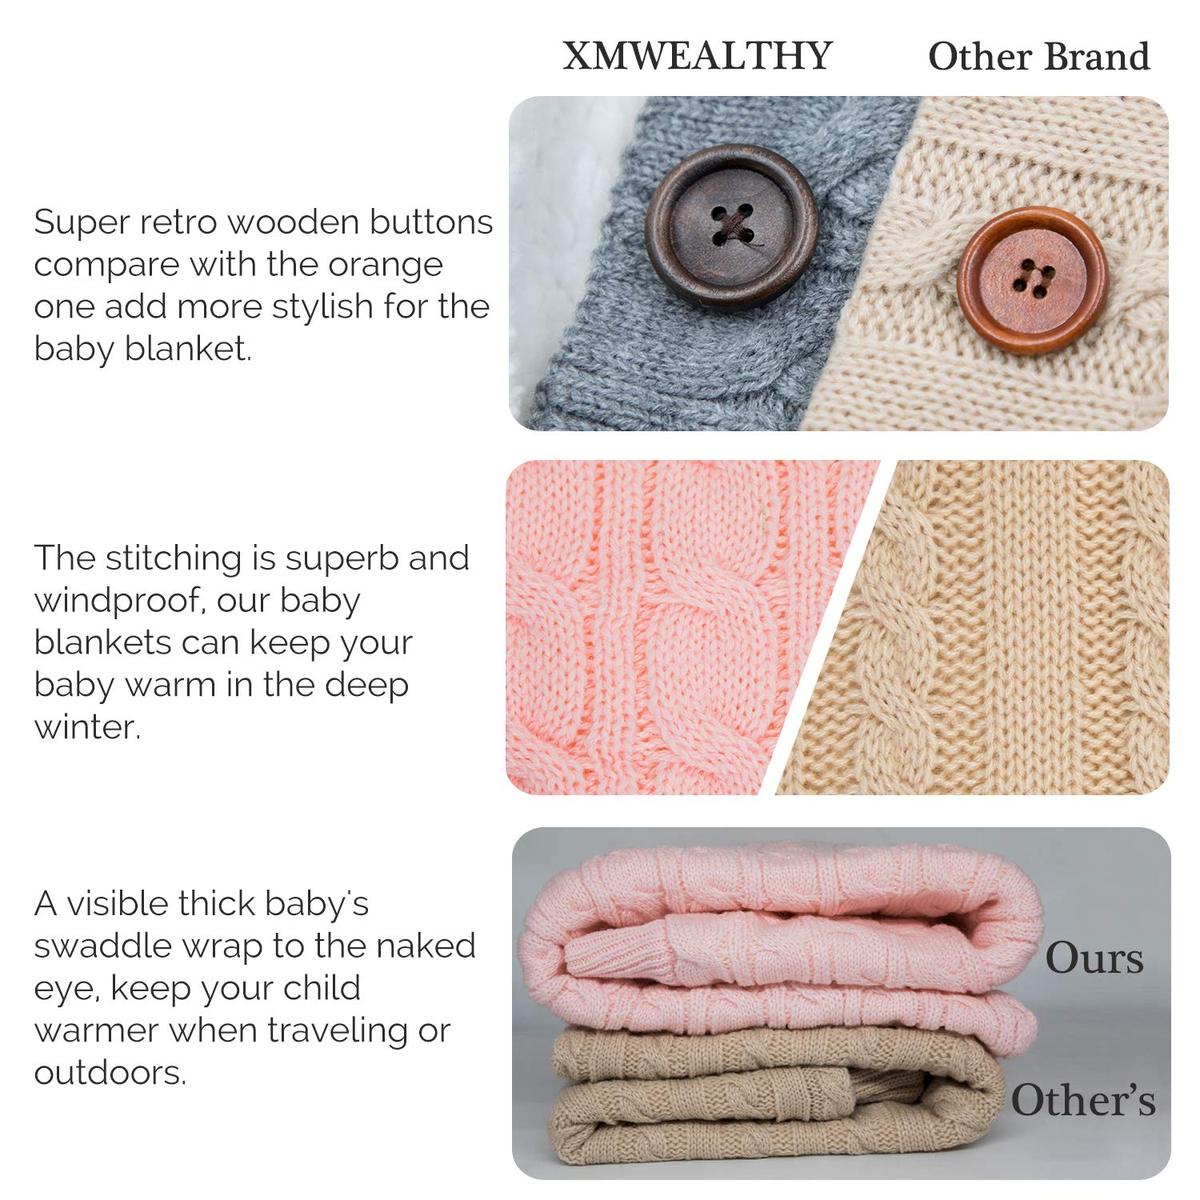 XMWEALTHY
Other Brand
Super retro wooden buttons
compare with the orange
one add more stylish for the
baby blanket.
The stitching is superb and
windproof, our baby
blankets can keep your
baby warm in the deep
winter.
A visible thick baby's
swaddle wrap to the naked
eye, keep your child
warmer when traveling or
outdoors.
Ours
Other's